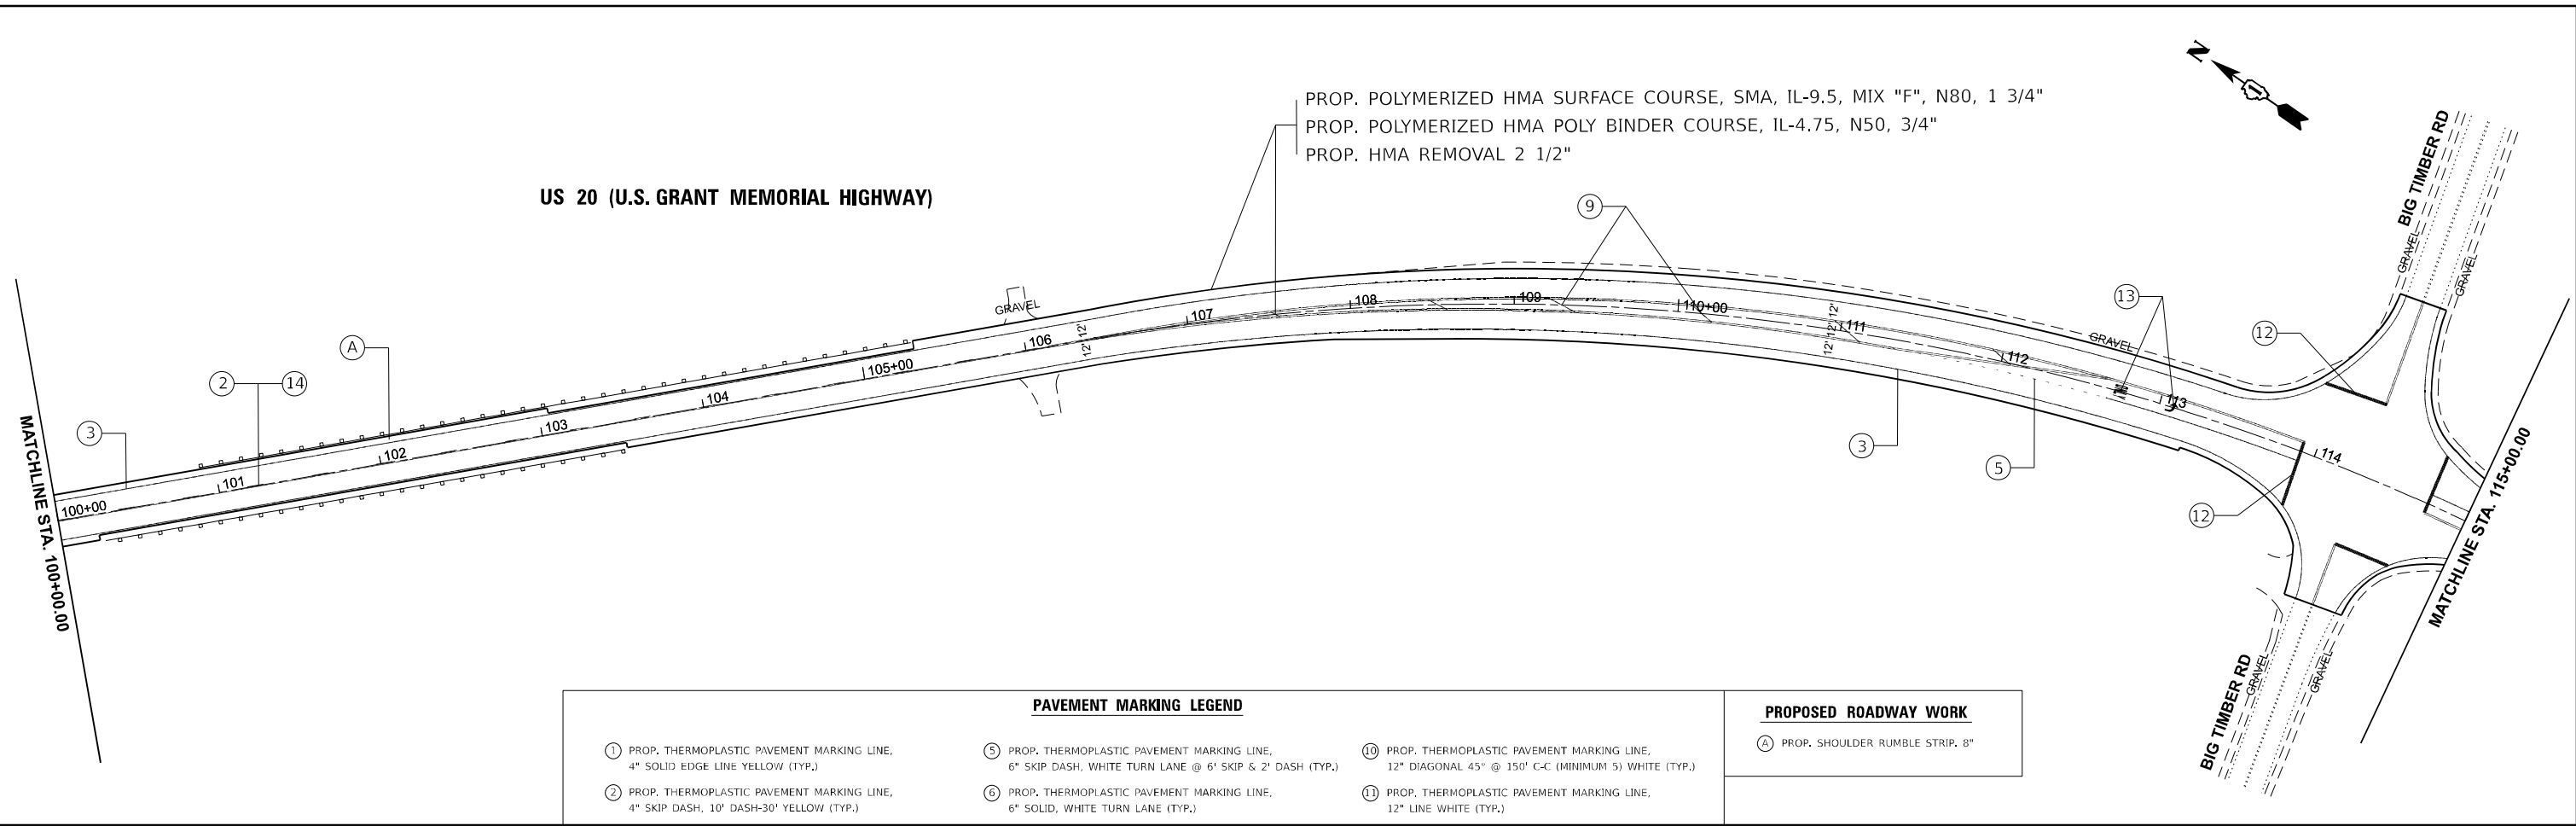 N
1
PROP. POLYMERIZED HMA SURFACE COURSE, SMA, IL-9.5, MIX "F", N80, 1 3/4"
PROP. POLYMERIZED HMA POLY BINDER COURSE, IL-4.75, N50, 3/4"
PROP. HMA REMOVAL 2 1/2"
US 20 (U.S. GRANT MEMORIAL HIGHWAY)
BIG TIMBER RD
GRAVEL
GRAVEL
9
13
12
A
2
14
3
GRAVEL
GRAVEL
100+00
101
102
103
104
105+00
106
107
108
109
110+00
111
112
113
114
12' 12'
12' 12' 12'
3
5
12
MATCHLINE STA. 100+00.00
MATCHLINE STA. 115+00.00
BIG TIMBER RD
GRAVEL
GRAVEL
PAVEMENT MARKING LEGEND
1 PROP. THERMOPLASTIC PAVEMENT MARKING LINE,
4" SOLID EDGE LINE YELLOW (TYP.)
2 PROP. THERMOPLASTIC PAVEMENT MARKING LINE,
4" SKIP DASH, 10' DASH-30' YELLOW (TYP.)
5 PROP. THERMOPLASTIC PAVEMENT MARKING LINE,
6" SKIP DASH, WHITE TURN LANE @ 6' SKIP & 2' DASH (TYP.)
6 PROP. THERMOPLASTIC PAVEMENT MARKING LINE,
6" SOLID, WHITE TURN LANE (TYP.)
10 PROP. THERMOPLASTIC PAVEMENT MARKING LINE,
12" DIAGONAL 45° @ 150' C-C (MINIMUM 5) WHITE (TYP.)
11 PROP. THERMOPLASTIC PAVEMENT MARKING LINE,
12" LINE WHITE (TYP.)
PROPOSED ROADWAY WORK
A PROP. SHOULDER RUMBLE STRIP. 8"